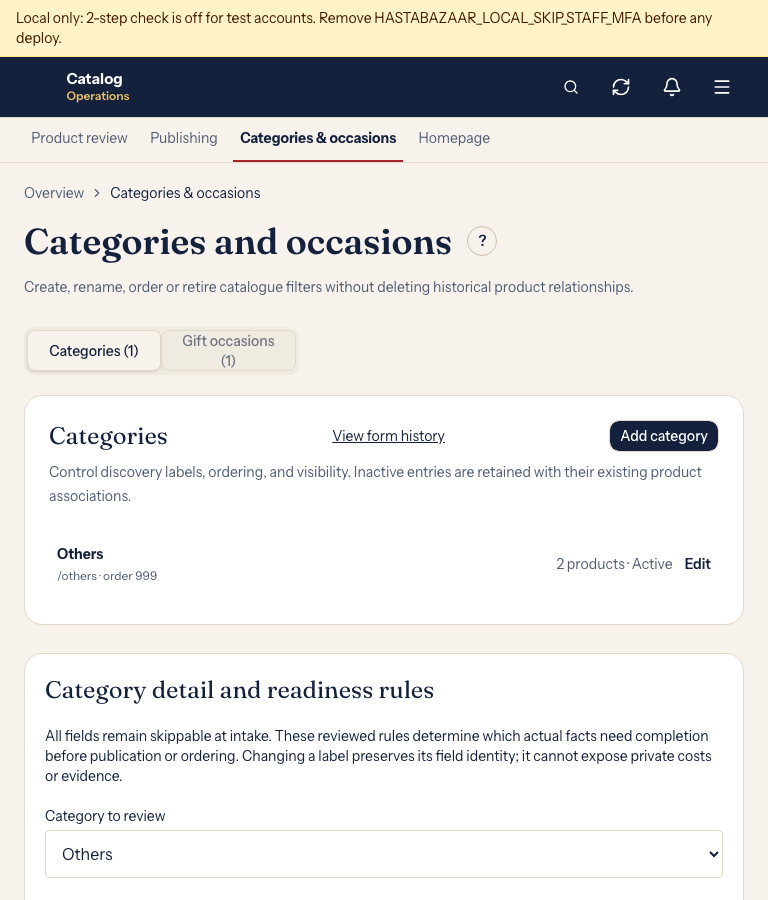 Local only: 2-step check is off for test accounts. Remove HASTABAZAAR_LOCAL_SKIP_STAFF_MFA before any
deploy.
Catalog
Operations
Product review
Publishing
Categories & occasions
Homepage
Overview
Categories & occasions
Categories and occasions
?
Create, rename, order or retire catalogue filters without deleting historical product relationships.
Categories (1)
Gift occasions
(1)
Categories
View form history
Add category
Control discovery labels, ordering, and visibility. Inactive entries are retained with their existing product
associations.
Others
/others · order 999
2 products · Active
Edit
Category detail and readiness rules
All fields remain skippable at intake. These reviewed rules determine which actual facts need completion
before publication or ordering. Changing a label preserves its field identity; it cannot expose private costs
or evidence.
Category to review
Others